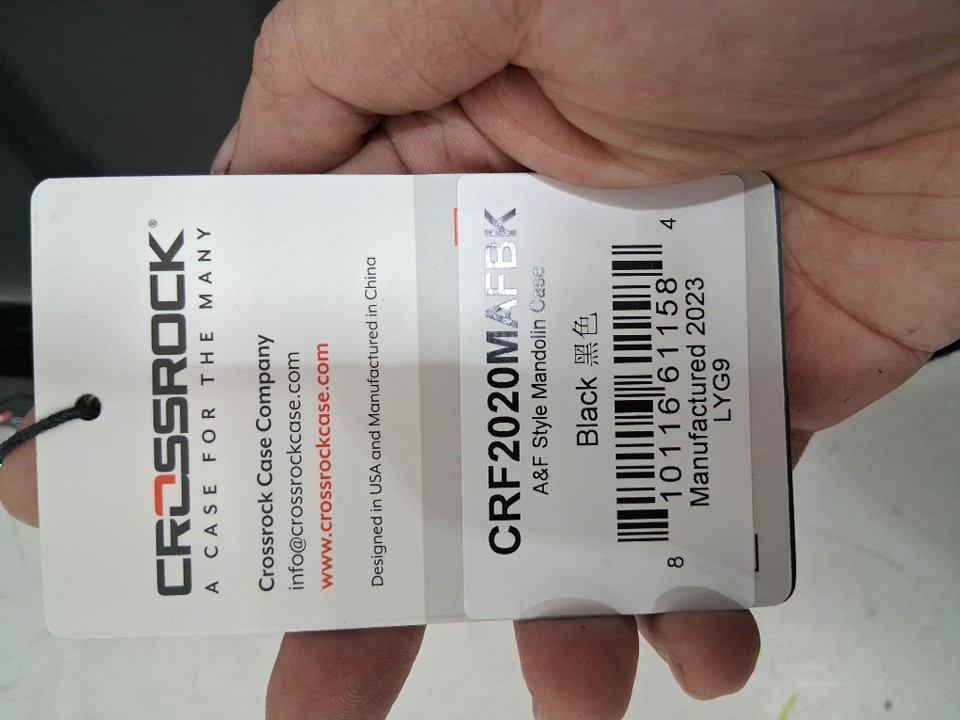 CROSSROCK®
A CASE FOR THE MANY
Crossrock Case Company
info@crossrockcase.com
www.crossrockcase.com
Designed in USA and Manufactured in China
CRF2020MAFBK
A&F Style Mandolin Case
Black 黑色
8 10116 61158 4
Manufactured 2023
LYG9